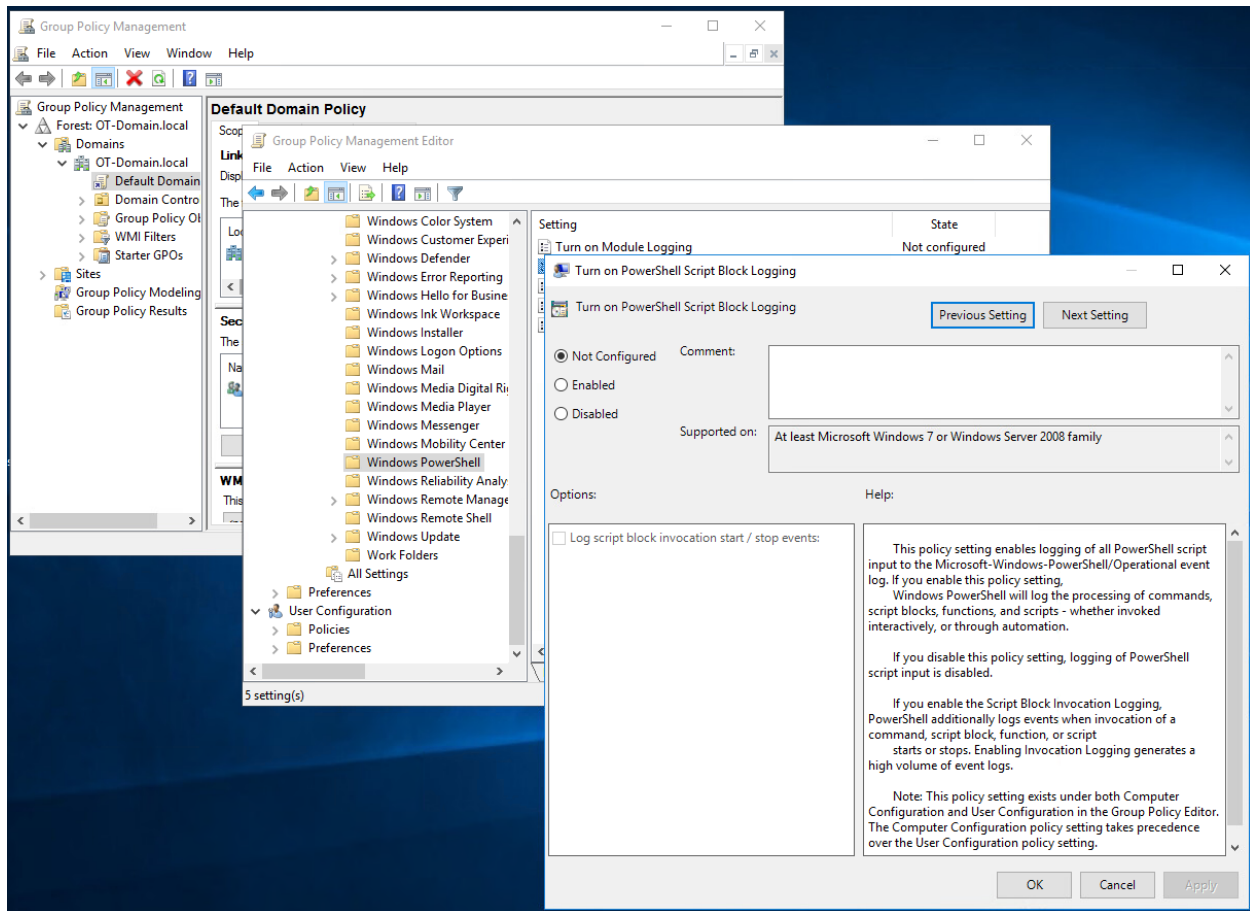 Group Policy Management
File Action View Window Help
Group Policy Management
Forest: OT-Domain.local
Domains
OT-Domain.local
Default Domain
Domain Contro
Group Policy Ob
WMI Filters
Starter GPOs
Sites
Group Policy Modeling
Group Policy Results
Default Domain Policy
Scop
Link
Disp
The
Loc
Sec
The
Na
WM
This
Group Policy Management Editor
File Action View Help
Windows Color System
Windows Customer Experi
Windows Defender
Windows Error Reporting
Windows Hello for Busine
Windows Ink Workspace
Windows Installer
Windows Logon Options
Windows Mail
Windows Media Digital Ri
Windows Media Player
Windows Messenger
Windows Mobility Center
Windows PowerShell
Windows Reliability Analy
Windows Remote Manage
Windows Remote Shell
Windows Update
Work Folders
All Settings
Preferences
User Configuration
Policies
Preferences
5 setting(s)
Setting State
Turn on Module Logging Not configured
Turn on PowerShell Script Block Logging
Turn on PowerShell Script Block Logging
Previous Setting Next Setting
Not Configured
Enabled
Disabled
Comment:
Supported on:
At least Microsoft Windows 7 or Windows Server 2008 family
Options:
Help:
Log script block invocation start / stop events:
This policy setting enables logging of all PowerShell script
input to the Microsoft-Windows-PowerShell/Operational event
log. If you enable this policy setting,
Windows PowerShell will log the processing of commands,
script blocks, functions, and scripts - whether invoked
interactively, or through automation.
If you disable this policy setting, logging of PowerShell
script input is disabled.
If you enable the Script Block Invocation Logging,
PowerShell additionally logs events when invocation of a
command, script block, function, or script
starts or stops. Enabling Invocation Logging generates a
high volume of event logs.
Note: This policy setting exists under both Computer
Configuration and User Configuration in the Group Policy Editor.
The Computer Configuration policy setting takes precedence
over the User Configuration policy setting.
OK Cancel Apply